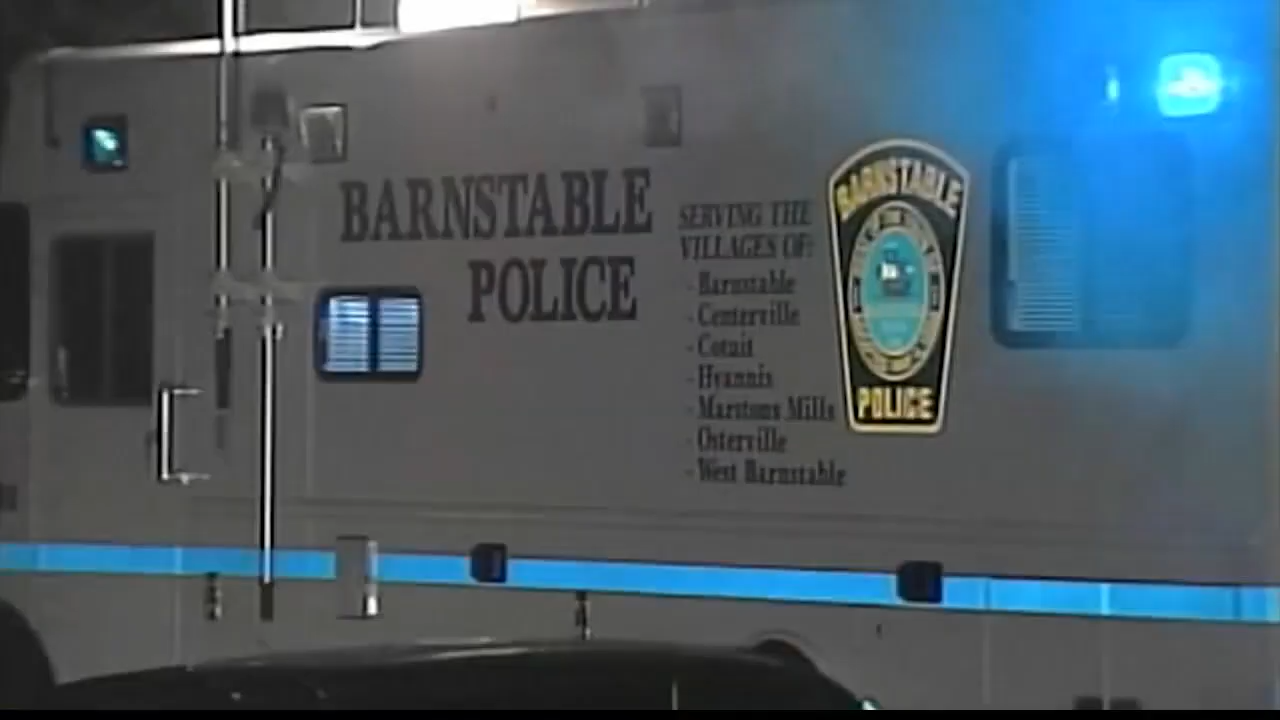 BARNSTABLE
POLICE
SERVING THE
VILLAGES OF:
- Barnstable
- Centerville
- Cotuit
- Hyannis
- Marstons Mills
- Osterville
- West Barnstable
BARNSTABLE
POLICE